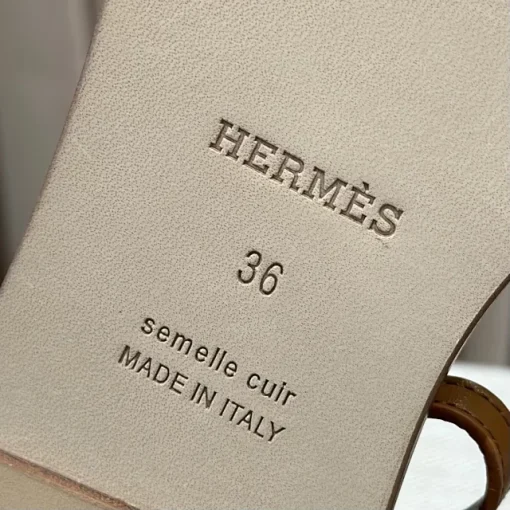 HERMÈS
36
semelle cuir
MADE IN ITALY